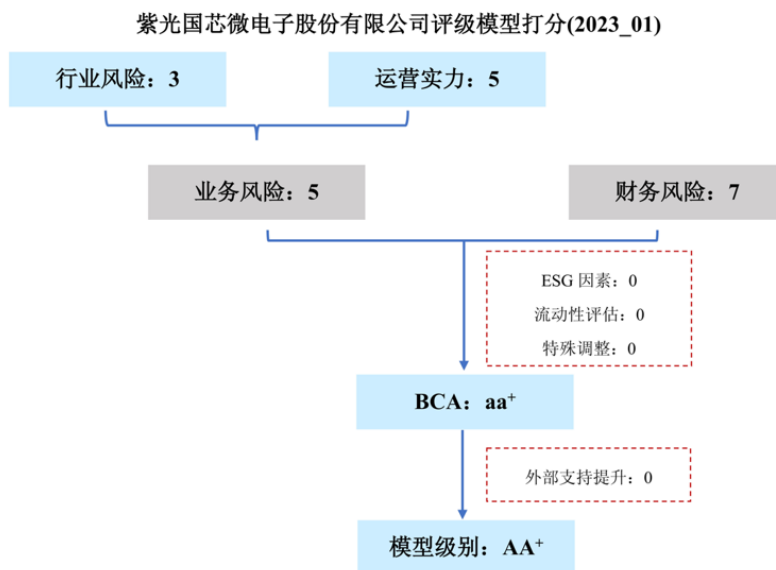 紫光国芯微电子股份有限公司评级模型打分(2023_01)
行业风险：3
运营实力：5
业务风险：5
财务风险：7
ESG 因素：0
流动性评估：0
特殊调整：0
BCA：aa⁺
外部支持提升：0
模型级别：AA⁺